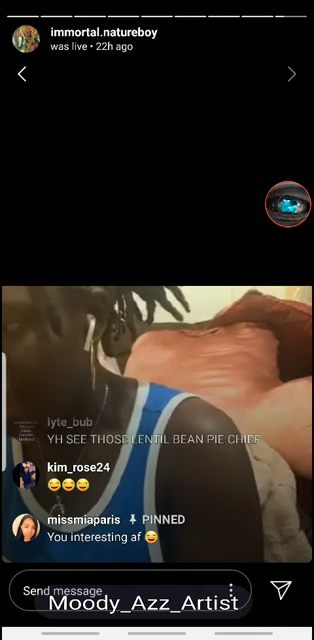 immortal.natureboy
was live • 22h ago
lyte_bub
YH SEE THOSE LENTIL BEAN PIE CHIEF
kim_rose24
😂😂😂
missmiaparis PINNED
You interesting af 😂
Send message
Moody_Azz_Artist